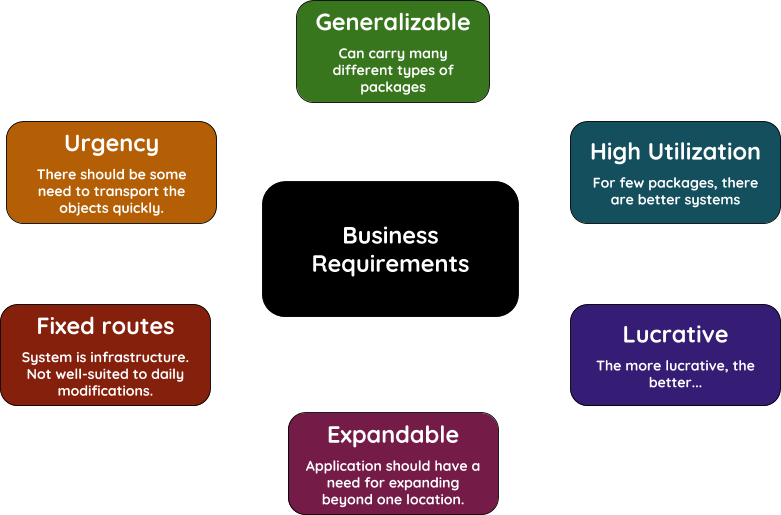 Generalizable
Can carry many
different types of
packages
Urgency
There should be some
need to transport the
objects quickly.
High Utilization
For few packages, there
are better systems
Business
Requirements
Fixed routes
System is infrastructure.
Not well-suited to daily
modifications.
Lucrative
The more lucrative, the
better...
Expandable
Application should have a
need for expanding
beyond one location.